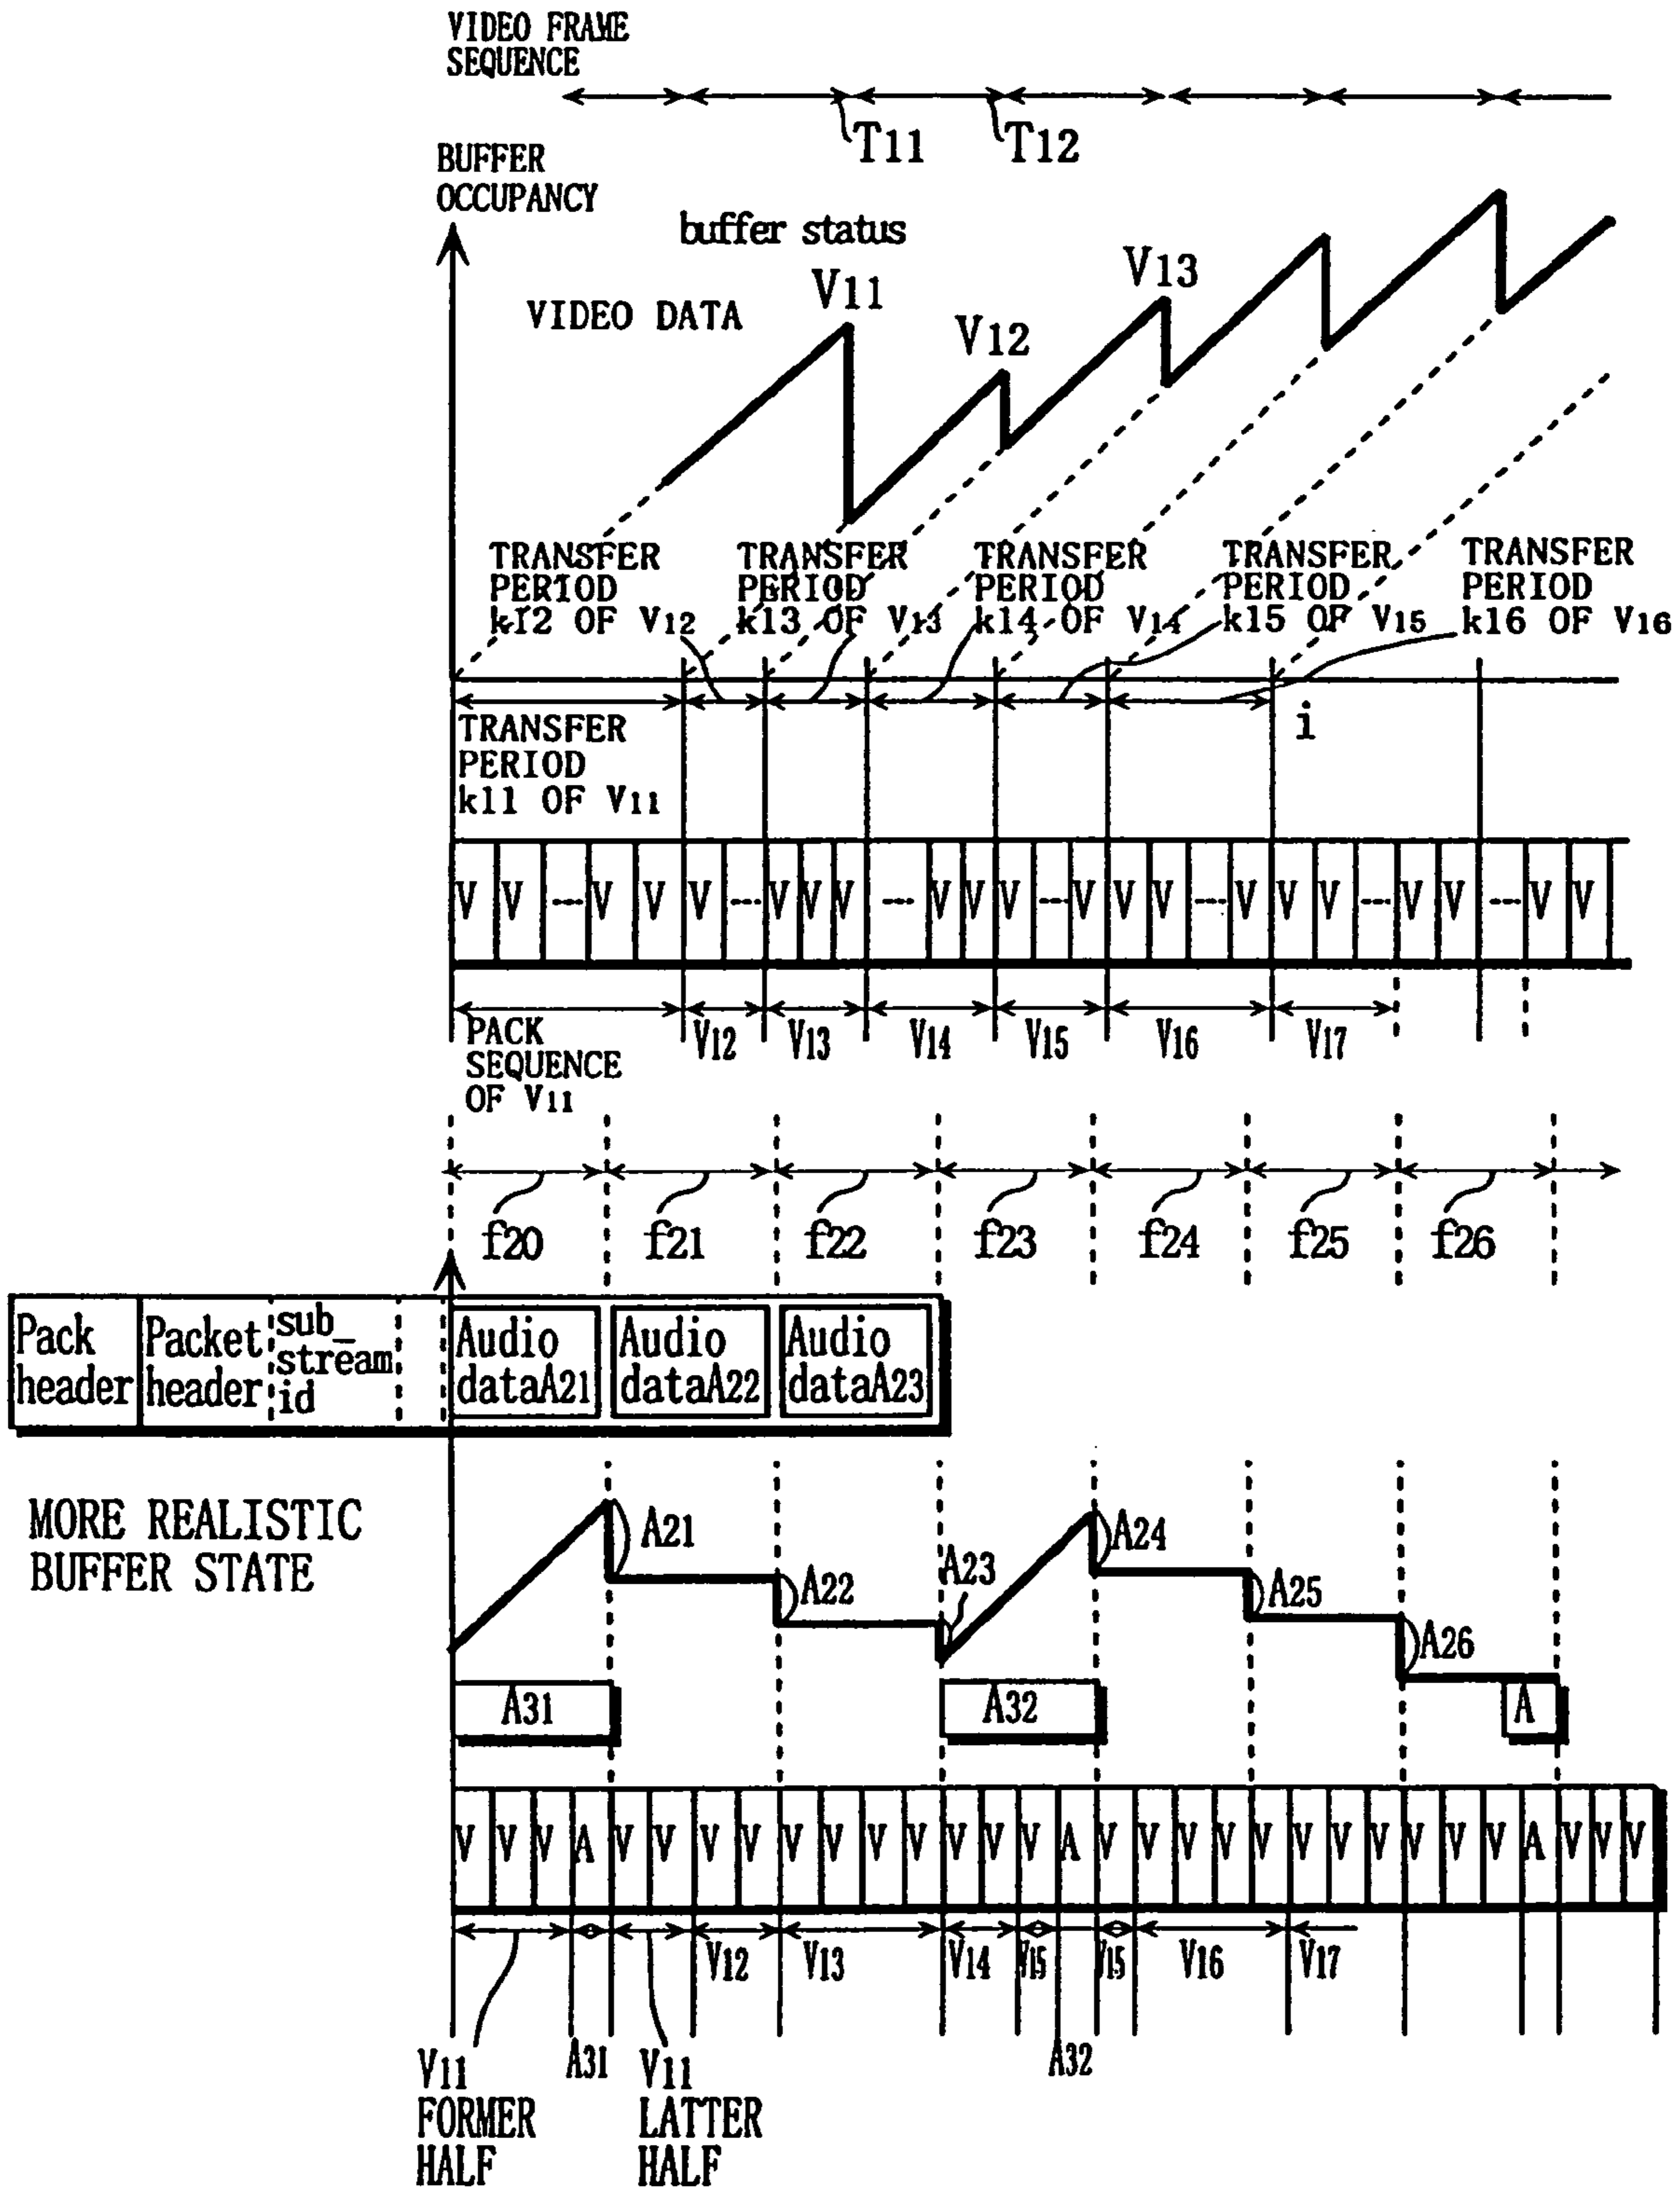 VIDEO FRAME
SEQUENCE
T11
T12
BUFFER
OCCUPANCY
buffer status
V11
V13
VIDEO DATA
V12
TRANSFER
PERIOD
k12 OF V12
TRANSFER
PERIOD
k13 OF V13
TRANSFER
PERIOD
k14 OF V14
TRANSFER
PERIOD
k15 OF V15
TRANSFER
PERIOD
k16 OF V16
TRANSFER
PERIOD
k11 OF V11
i
V V --- V V V --- V V V --- V V V --- V V V --- V V V --- V V --- V V
PACK
SEQUENCE
OF V11
V12
V13
V14
V15
V16
V17
f20
f21
f22
f23
f24
f25
f26
Pack
header
Packet
header
sub_
stream
id
Audio
dataA21
Audio
dataA22
Audio
dataA23
MORE REALISTIC
BUFFER STATE
A21
A22
A23
A24
A25
A26
A31
A32
A
V V V A V V V V V V V V V V V A V V V V V V V V V V V A V V V
V12
V13
V14
V15
V15
V16
V17
V11
FORMER
HALF
A31
V11
LATTER
HALF
A32